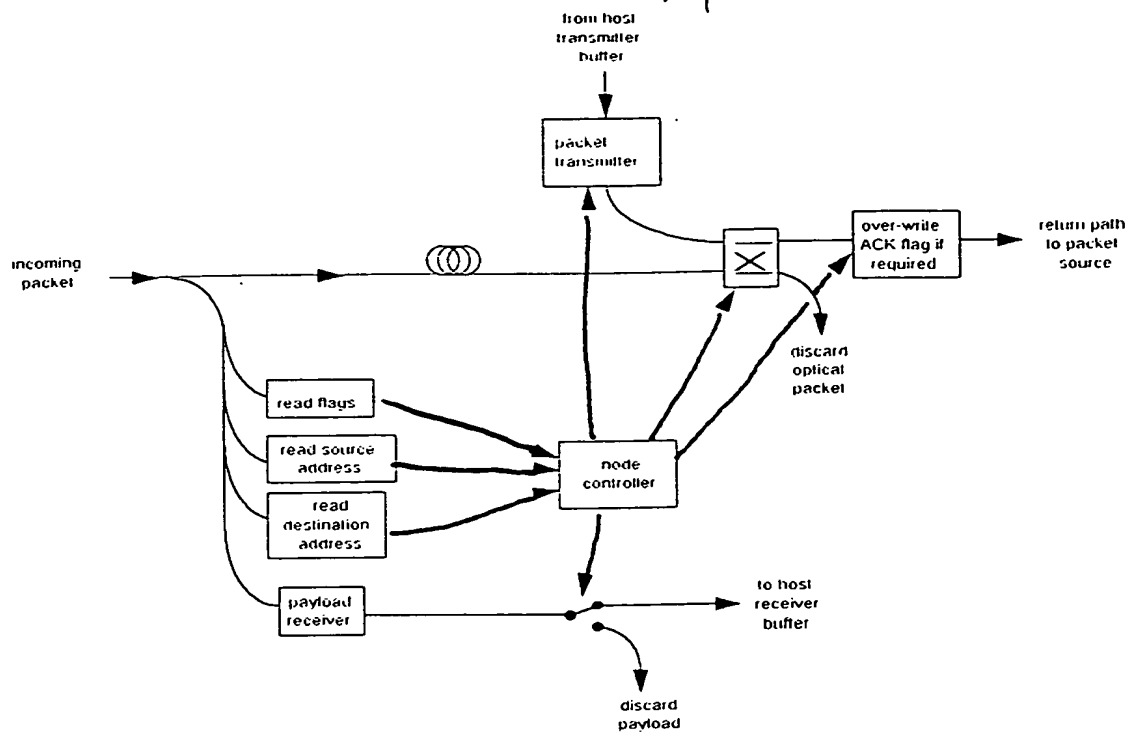 from host
transmitter
buffer
packet
transmitter
over-write
ACK flag if
required
return path
to packet
source
incoming
packet
discard
optical
packet
read flags
read source
address
node
controller
read
destination
address
payload
receiver
to host
receiver
buffer
discard
payload